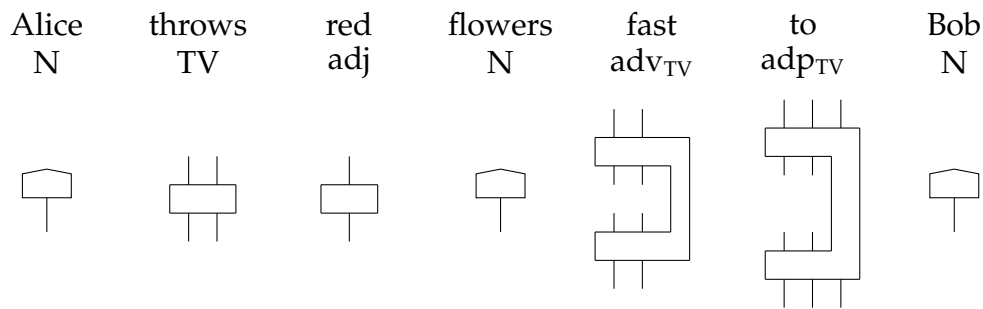 Alice throws red flowers fast to Bob
N TV adj N adv_TV adp_TV N